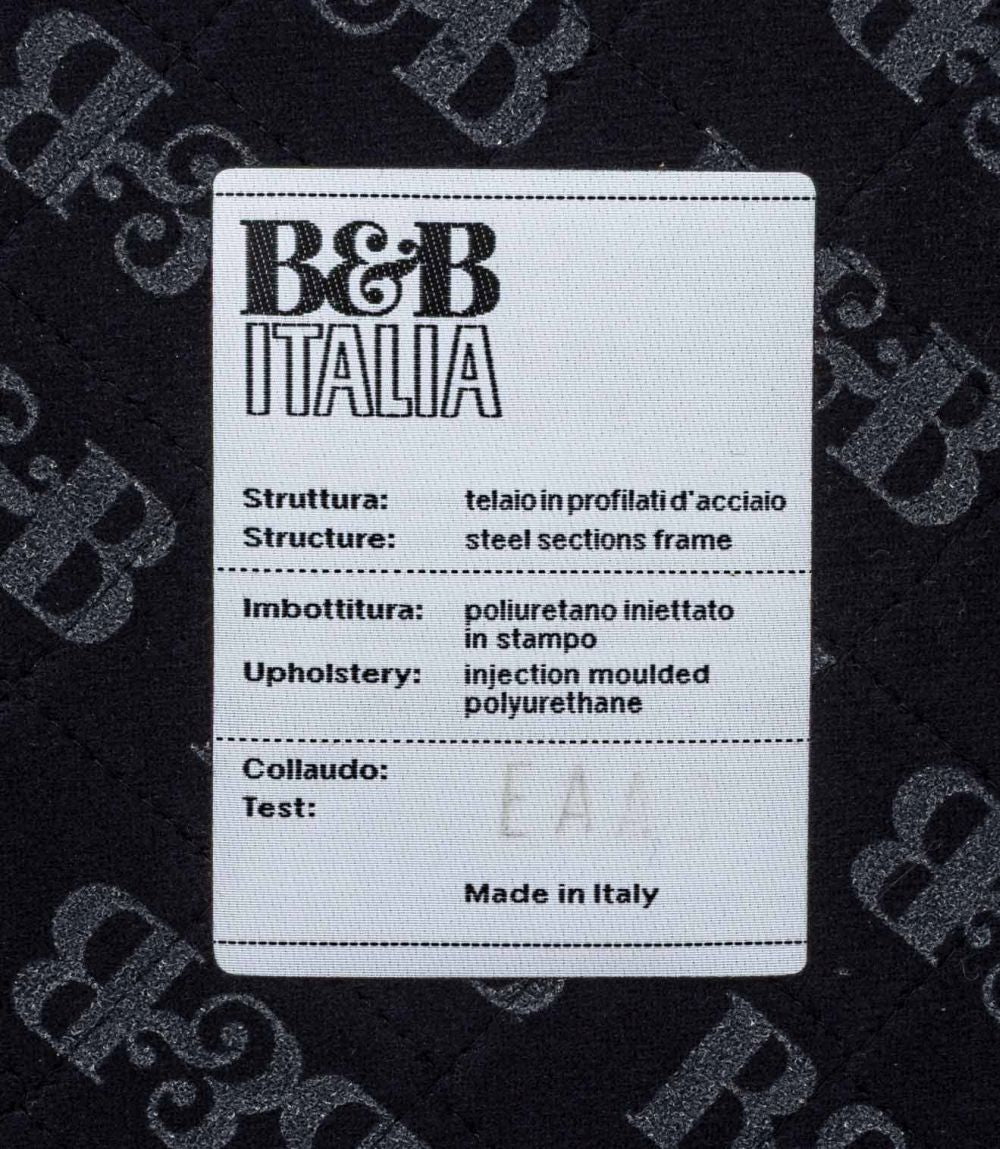 B&B
ITALIA
Struttura: telaio in profilati d'acciaio
Structure: steel sections frame
Imbottitura: poliuretano iniettato
in stampo
Upholstery: injection moulded
polyurethane
Collaudo:
Test: E A A
Made in Italy